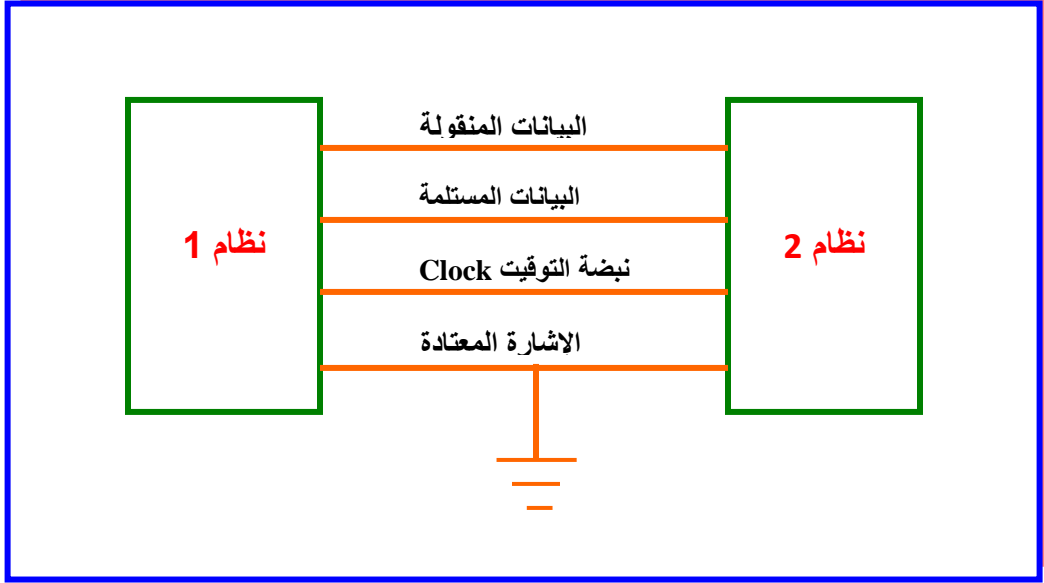 البيانات المنقولة
البيانات المستلمة
نظام 1
نظام 2
نبضة التوقيت Clock
الاشارة المعتادة